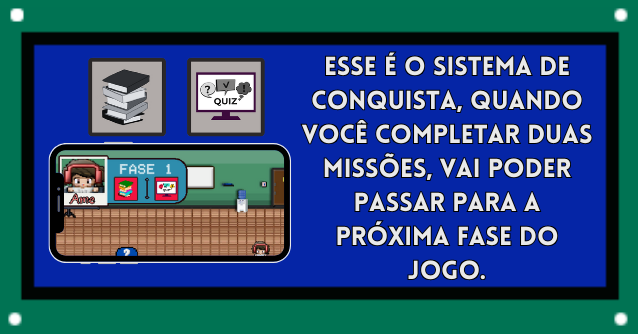 QUIZ
FASE 1
Anne
ESSE É O SISTEMA DE
CONQUISTA, QUANDO
VOCÊ COMPLETAR DUAS
MISSÕES, VAI PODER
PASSAR PARA A
PRÓXIMA FASE DO
JOGO.